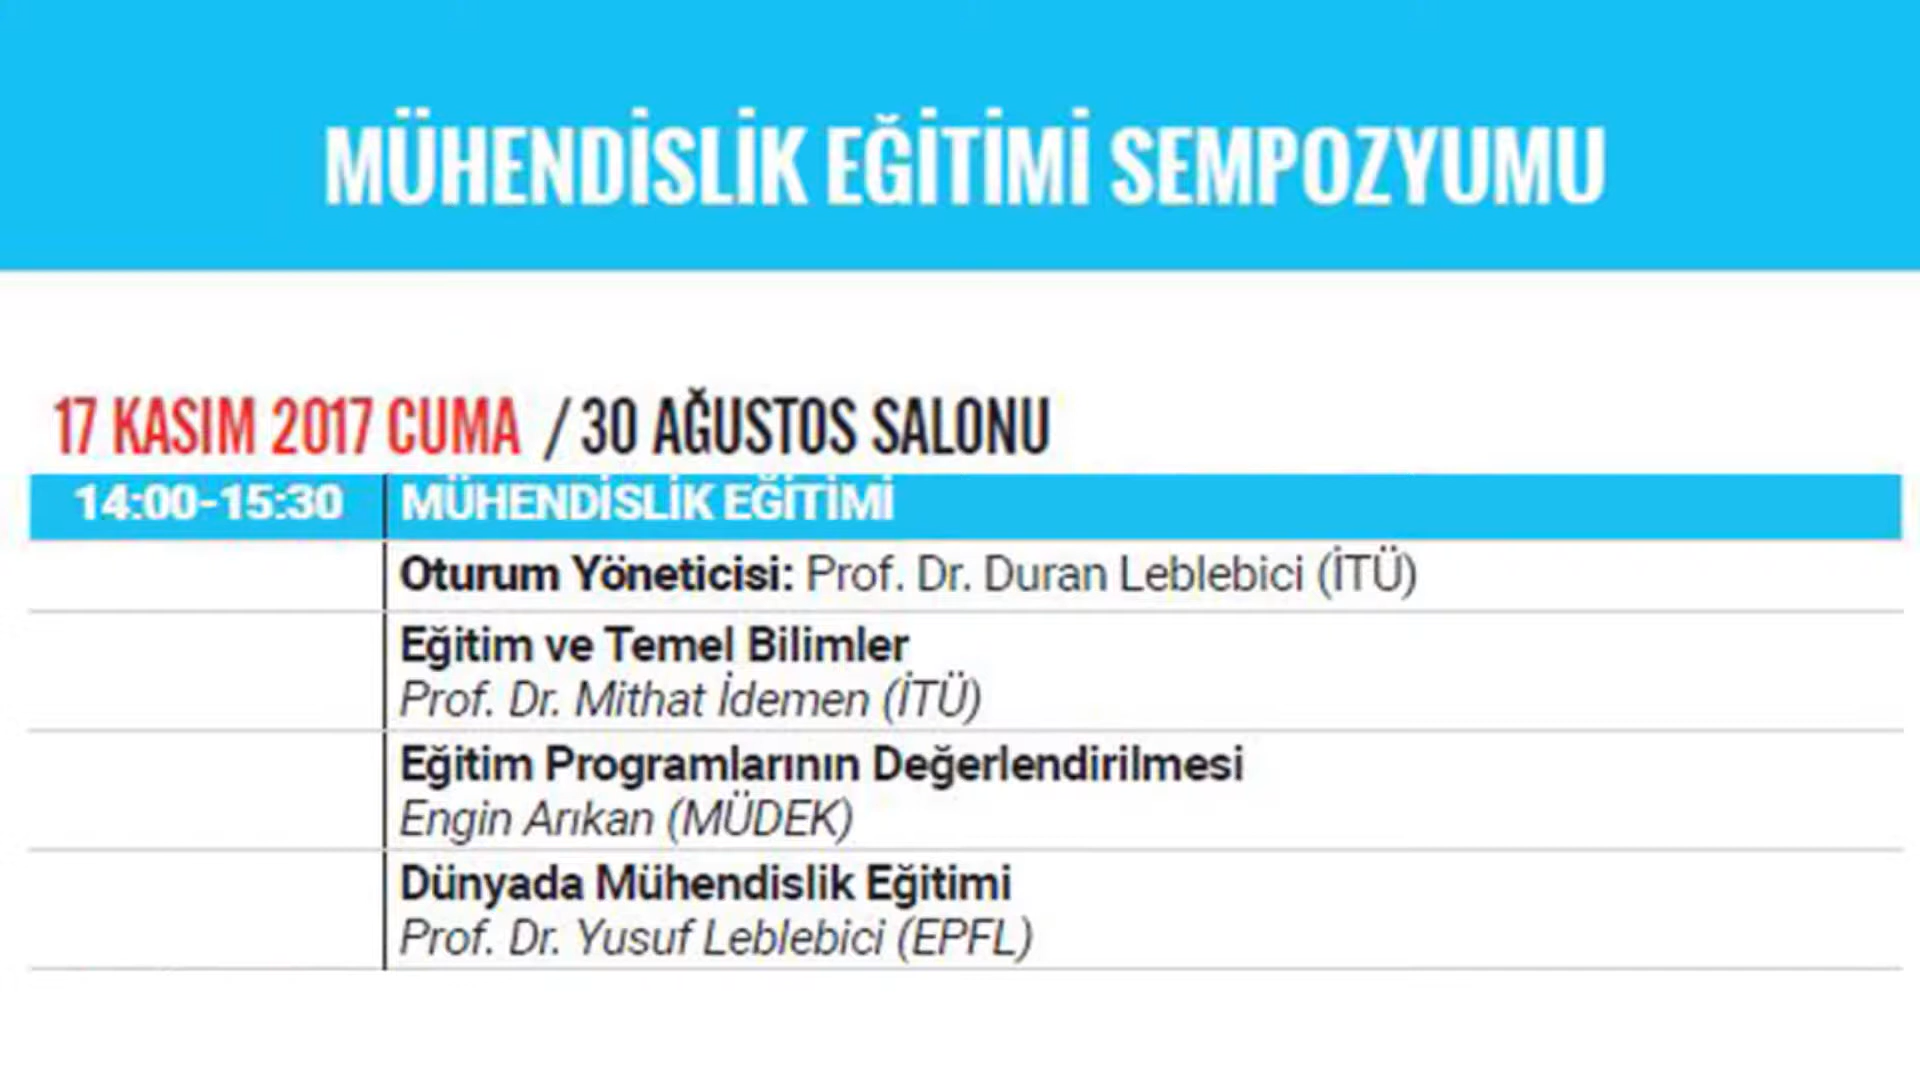 MÜHENDİSLİK EĞİTİMİ SEMPOZYUMU
17 KASIM 2017 CUMA / 30 AĞUSTOS SALONU
14:00-15:30 MÜHENDİSLİK EĞİTİMİ
Oturum Yöneticisi: Prof. Dr. Duran Leblebici (İTÜ)
Eğitim ve Temel Bilimler
Prof. Dr. Mithat İdemen (İTÜ)
Eğitim Programlarının Değerlendirilmesi
Engin Arıkan (MÜDEK)
Dünyada Mühendislik Eğitimi
Prof. Dr. Yusuf Leblebici (EPFL)